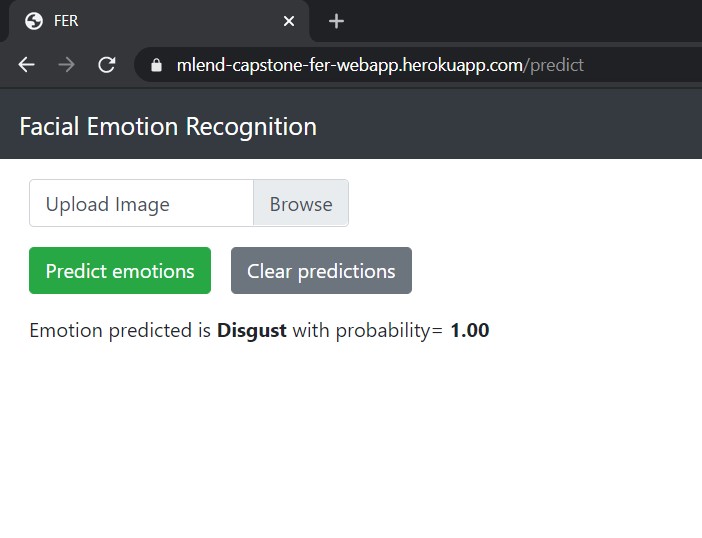 FER
mlend-capstone-fer-webapp.herokuapp.com/predict
Facial Emotion Recognition
Upload Image Browse
Predict emotions Clear predictions
Emotion predicted is Disgust with probability= 1.00